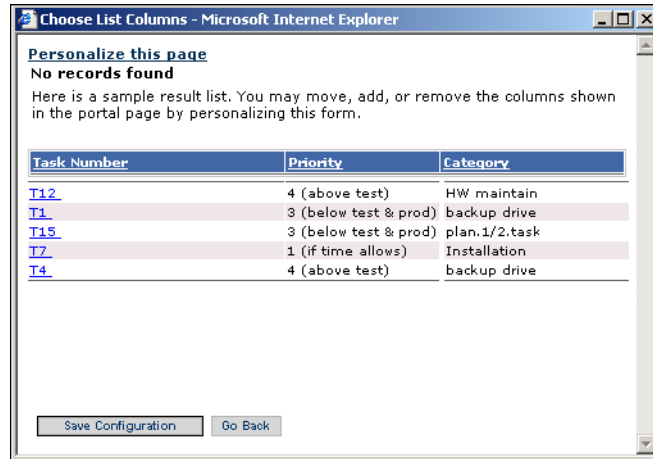 Choose List Columns - Microsoft Internet Explorer
Personalize this page
No records found
Here is a sample result list. You may move, add, or remove the columns shown
in the portal page by personalizing this form.
Task Number Priority Category
T12 4 (above test) HW maintain
T1 3 (below test & prod) backup drive
T15 3 (below test & prod) plan.1/2.task
T7 1 (if time allows) Installation
T4 4 (above test) backup drive
Save Configuration Go Back